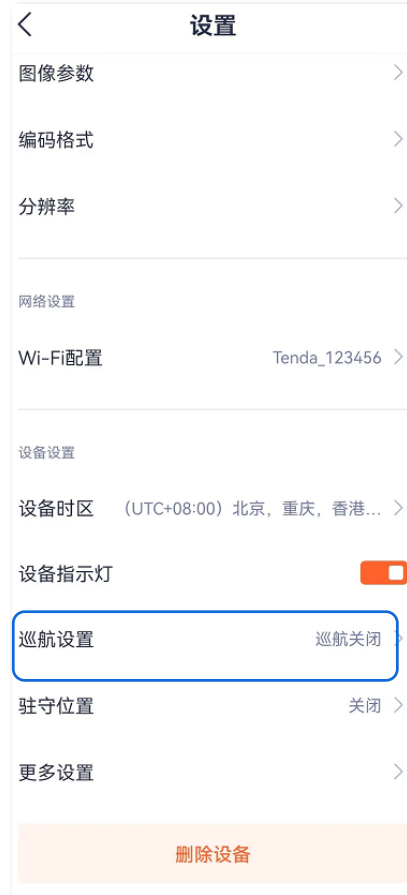 设置
图像参数
编码格式
分辨率
网络设置
Wi-Fi配置 Tenda_123456
设备设置
设备时区 (UTC+08:00) 北京，重庆，香港...
设备指示灯
巡航设置 巡航关闭
驻守位置 关闭
更多设置
删除设备